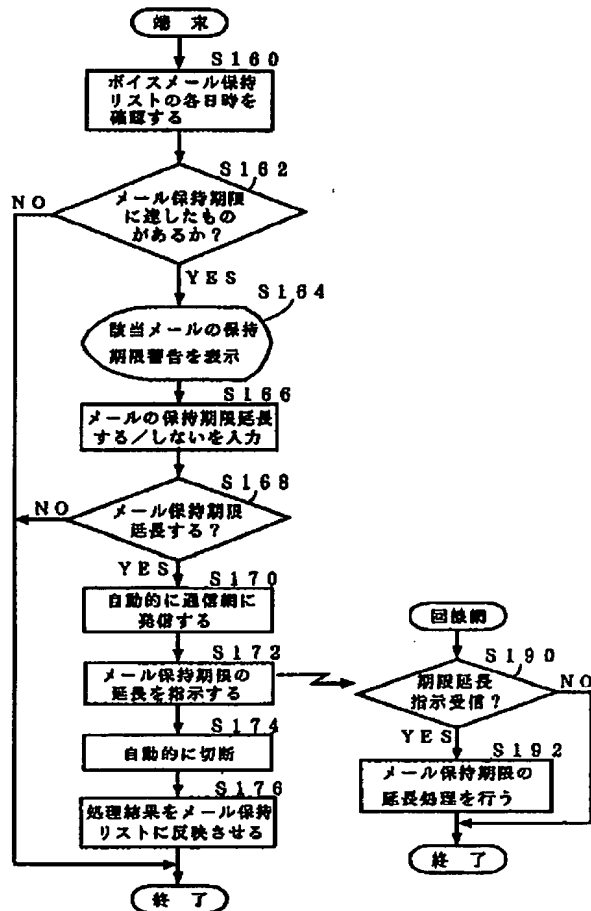 端末
S160
ボイスメール保持
リストの各日時を
確認する
S162
メール保持期限
に達したもの
があるか？
NO
YES
S164
該当メールの保持
期限警告を表示
S166
メールの保持期限延長
する／しないを入力
S168
メール保持期限
延長する？
NO
YES
S170
自動的に通信網に
発信する
S172
メール保持期限の
延長を指示する
S174
自動的に切断
S176
処理結果をメール保持
リストに反映させる
終了
回線網
S190
期限延長
指示受信？
NO
YES
S192
メール保持期限の
延長処理を行う
終了